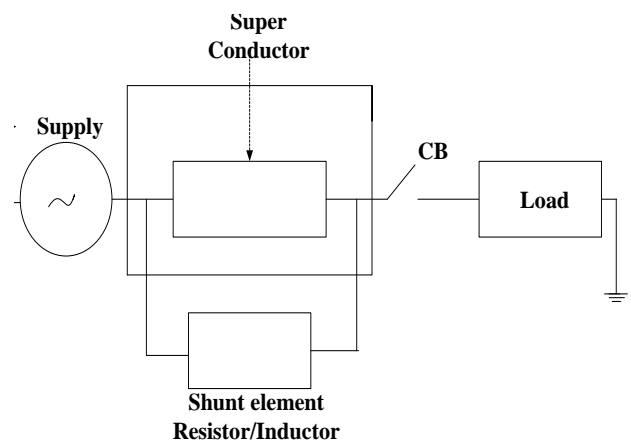 Super
Conductor
Supply
CB
Load
Shunt element
Resistor/Inductor